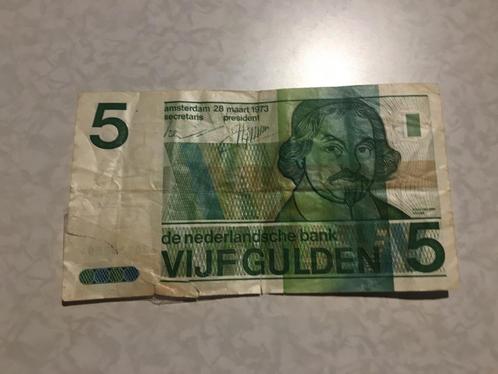 5
amsterdam 28 maart 1973
secretaris president
de nederlandsche bank
VIJF GULDEN
5